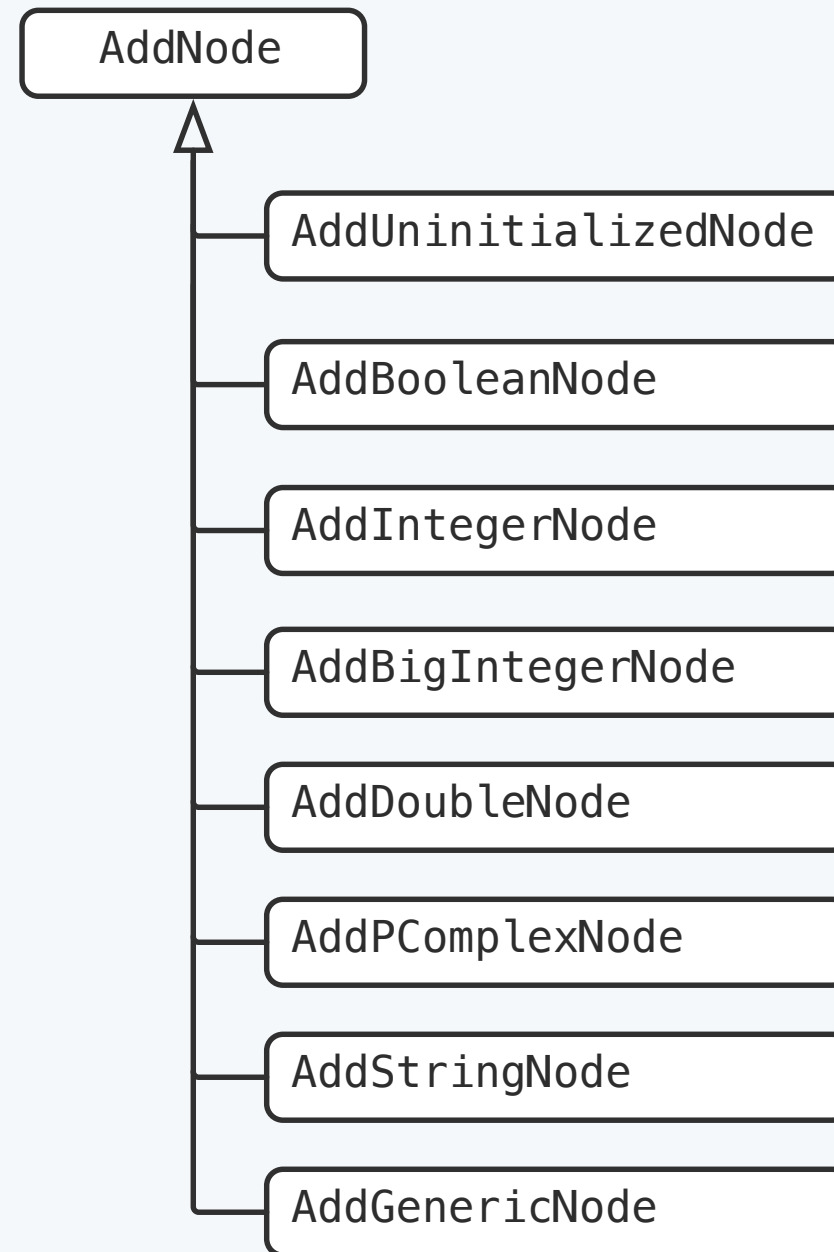 AddNode
AddUninitializedNode
AddBooleanNode
AddIntegerNode
AddBigIntegerNode
AddDoubleNode
AddPComplexNode
AddStringNode
AddGenericNode